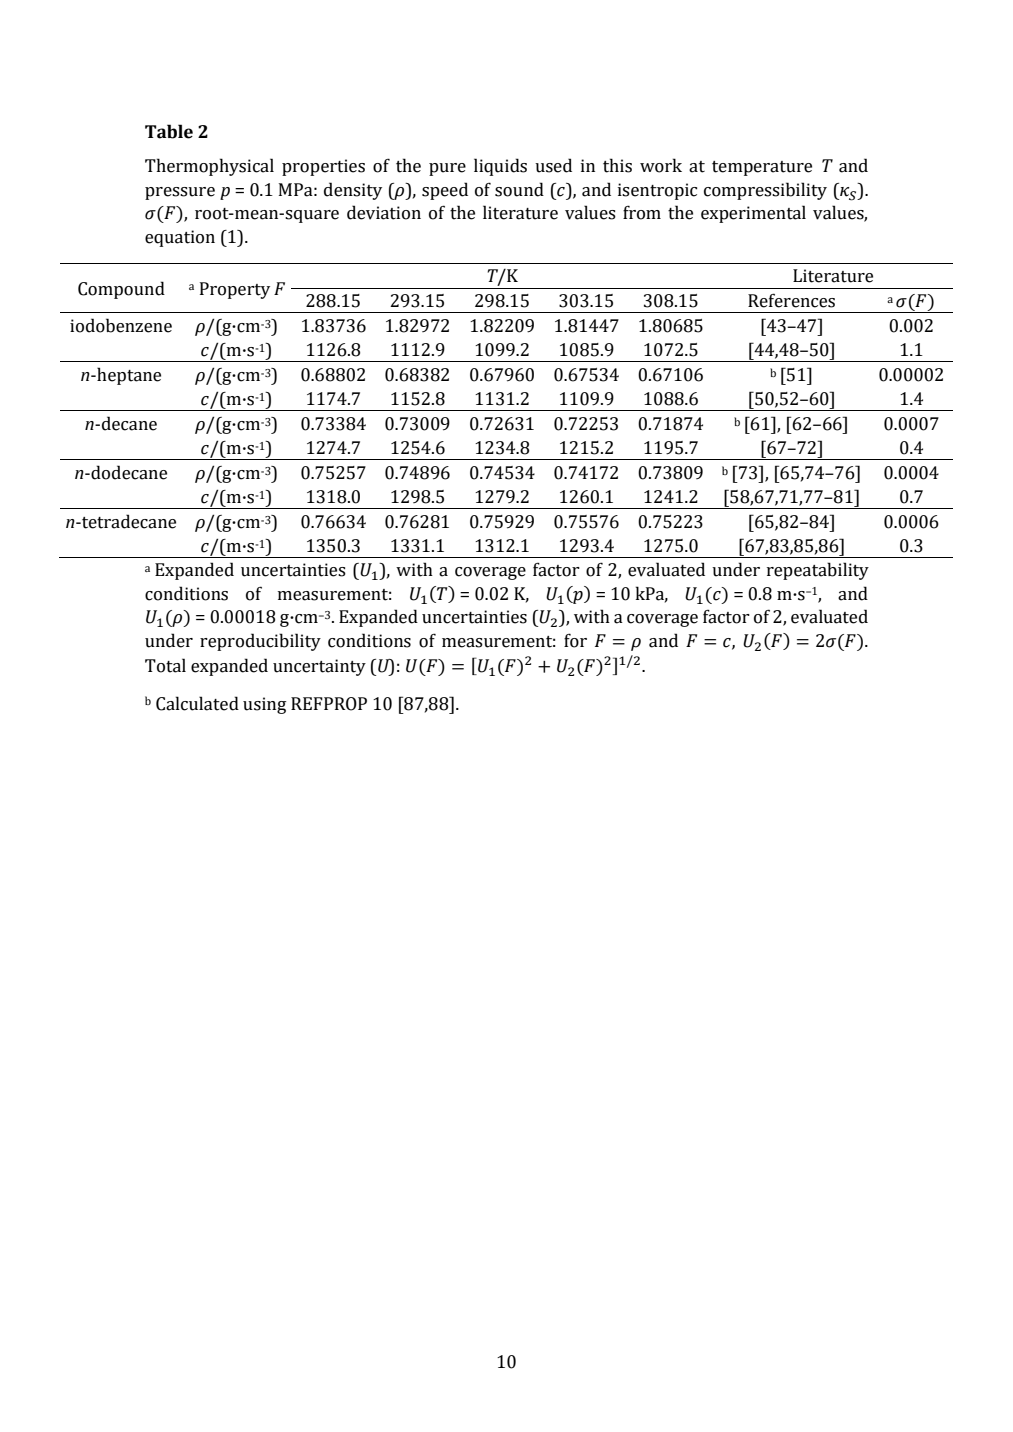 Table 2
Thermophysical properties of the pure liquids used in this work at temperature T and
pressure p = 0.1 MPa: density (ρ), speed of sound (c), and isentropic compressibility (κS).
σ(F), root-mean-square deviation of the literature values from the experimental values,
equation (1).
Compound a Property F T/K Literature
288.15 293.15 298.15 303.15 308.15 References a σ(F)
iodobenzene ρ/(g·cm-3) 1.83736 1.82972 1.82209 1.81447 1.80685 [43–47] 0.002
c/(m·s-1) 1126.8 1112.9 1099.2 1085.9 1072.5 [44,48–50] 1.1
n-heptane ρ/(g·cm-3) 0.68802 0.68382 0.67960 0.67534 0.67106 b [51] 0.00002
c/(m·s-1) 1174.7 1152.8 1131.2 1109.9 1088.6 [50,52–60] 1.4
n-decane ρ/(g·cm-3) 0.73384 0.73009 0.72631 0.72253 0.71874 b [61], [62–66] 0.0007
c/(m·s-1) 1274.7 1254.6 1234.8 1215.2 1195.7 [67–72] 0.4
n-dodecane ρ/(g·cm-3) 0.75257 0.74896 0.74534 0.74172 0.73809 b [73], [65,74–76] 0.0004
c/(m·s-1) 1318.0 1298.5 1279.2 1260.1 1241.2 [58,67,71,77–81] 0.7
n-tetradecane ρ/(g·cm-3) 0.76634 0.76281 0.75929 0.75576 0.75223 [65,82–84] 0.0006
c/(m·s-1) 1350.3 1331.1 1312.1 1293.4 1275.0 [67,83,85,86] 0.3
a Expanded uncertainties (U1), with a coverage factor of 2, evaluated under repeatability
conditions of measurement: U1(T) = 0.02 K, U1(p) = 10 kPa, U1(c) = 0.8 m·s−1, and
U1(ρ) = 0.00018 g·cm−3. Expanded uncertainties (U2), with a coverage factor of 2, evaluated
under reproducibility conditions of measurement: for F = ρ and F = c, U2(F) = 2σ(F).
Total expanded uncertainty (U): U(F) = [U1(F)2 + U2(F)2]1/2.
b Calculated using REFPROP 10 [87,88].
10